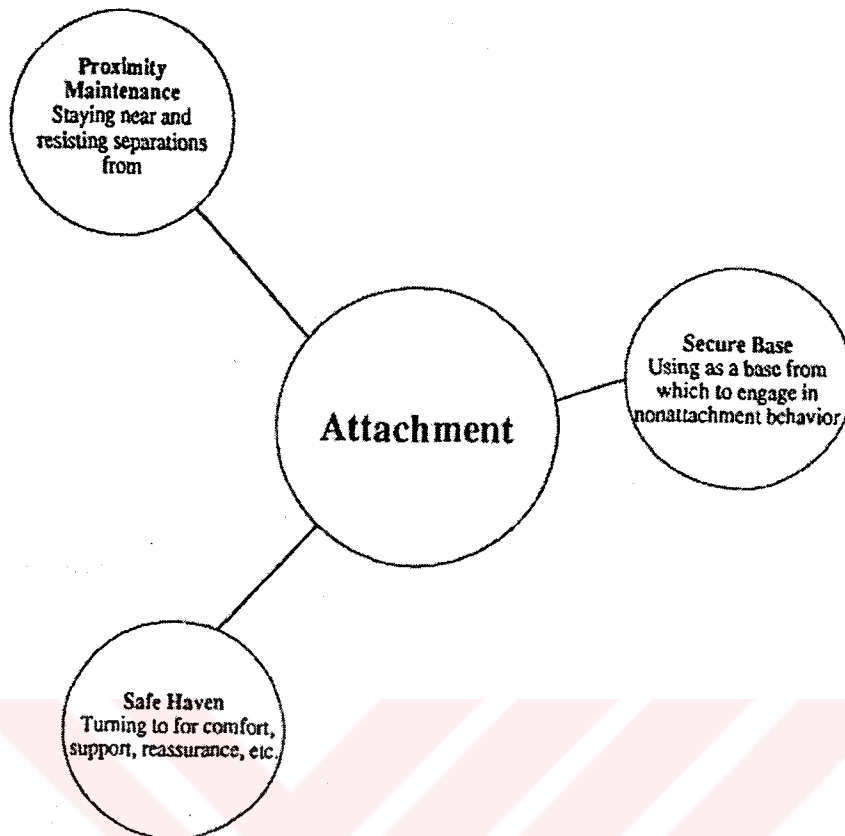 Proximity
Maintenance
Staying near and
resisting separations
from
Secure Base
Using as a base from
which to engage in
nonattachment behavior
Attachment
Safe Haven
Turning to for comfort,
support, reassurance, etc.